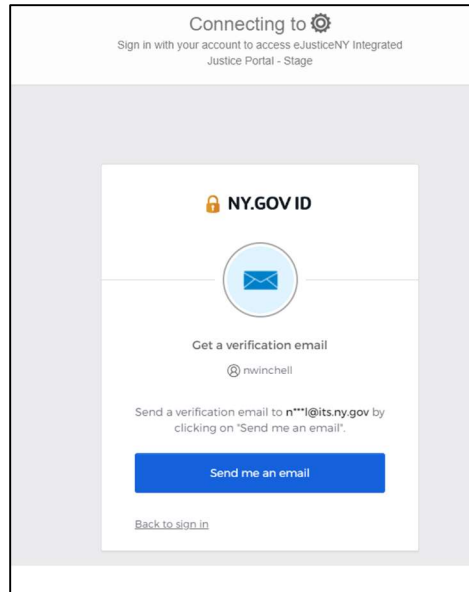 Connecting to
Sign in with your account to access eJusticeNY Integrated
Justice Portal - Stage
NY.GOV ID
Get a verification email
nwinchell
Send a verification email to n***l@its.ny.gov by
clicking on "Send me an email".
Send me an email
Back to sign in